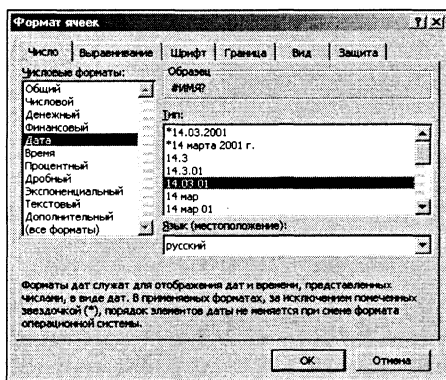 Формат ячеек
Число Выравнивание Шрифт Граница Вид Защита
Числовые форматы:
Общий
Числовой
Денежный
Финансовый
Дата
Время
Процентный
Дробный
Экспоненциальный
Текстовый
Дополнительный
(все форматы)
Образец
#ИМЯ?
Тип:
*14.03.2001
*14 марта 2001 г.
14.3
14.3.01
14.03.01
14 мар
14 мар 01
Язык (местоположение):
русский
Форматы дат служат для отображения дат и времени, представленных
числами, в виде дат. В применяемых форматах, за исключением помеченных
звездочкой (*), порядок элементов даты не меняется при смене формата
операционной системы.
ОК Отмена